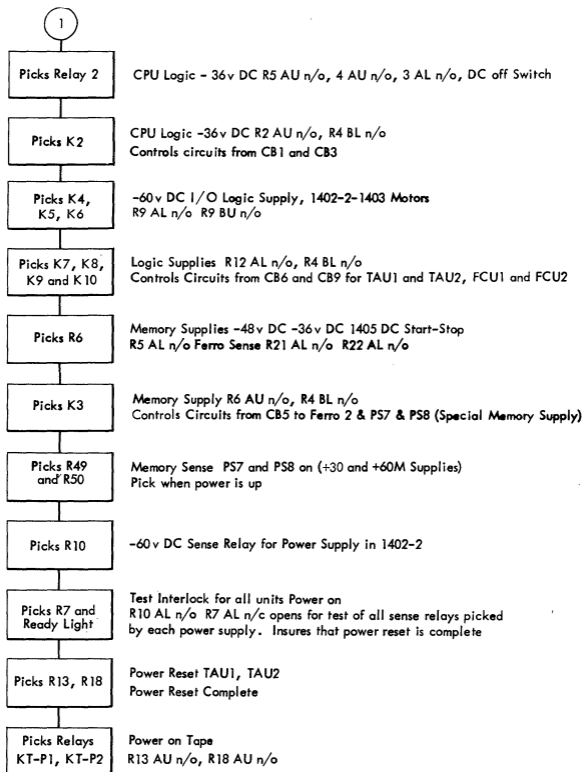 1
Picks Relay 2
CPU Logic - 36v DC R5 AU n/o, 4 AU n/o, 3 AL n/o, DC off Switch
Picks K2
CPU Logic -36v DC R2 AU n/o, R4 BL n/o
Controls circuits from CB1 and CB3
Picks K4,
K5, K6
-60v DC I/O Logic Supply, 1402-2-1403 Motors
R9 AL n/o R9 BU n/o
Picks K7, K8,
K9 and K10
Logic Supplies R12 AL n/o, R4 BL n/o
Controls Circuits from CB6 and CB9 for TAU1 and TAU2, FCU1 and FCU2
Picks R6
Memory Supplies -48v DC -36v DC 1405 DC Start-Stop
R5 AL n/o Ferro Sense R21 AL n/o R22 AL n/o
Picks K3
Memory Supply R6 AU n/o, R4 BL n/o
Controls Circuits from CB5 to Ferro 2 & PS7 & PS8 (Special Memory Supply)
Picks R49
and R50
Memory Sense PS7 and PS8 on (+30 and +60M Supplies)
Pick when power is up
Picks R10
-60v DC Sense Relay for Power Supply in 1402-2
Picks R7 and
Ready Light
Test Interlock for all units Power on
R10 AL n/o R7 AL n/c opens for test of all sense relays picked
by each power supply. Insures that power reset is complete
Picks R13, R18
Power Reset TAU1, TAU2
Power Reset Complete
Picks Relays
KT-P1, KT-P2
Power on Tape
R13 AU n/o, R18 AU n/o